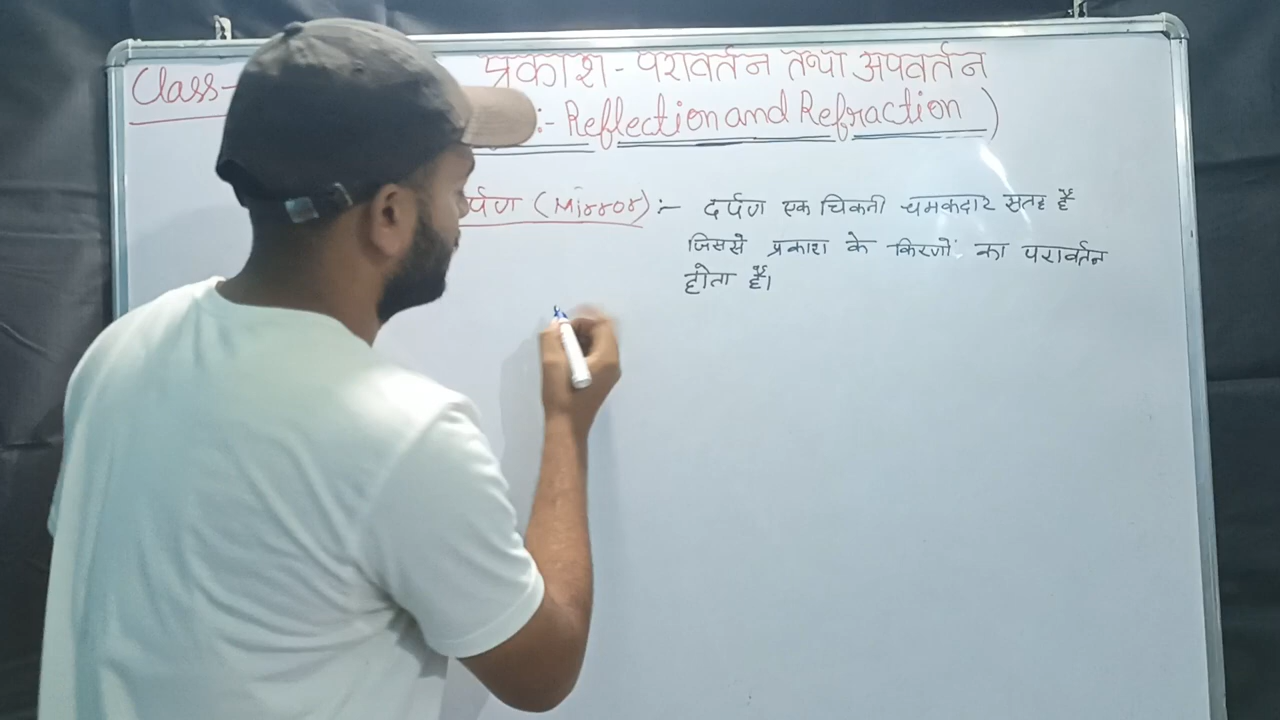 Class-
प्रकाश - परावर्तन तथा अपवर्तन
:- Reflection and Refraction )
र्पण (Mirror) :- दर्पण एक चिकनी चमकदार सतह है
जिससे प्रकाश के किरणों का परावर्तन
होता है।